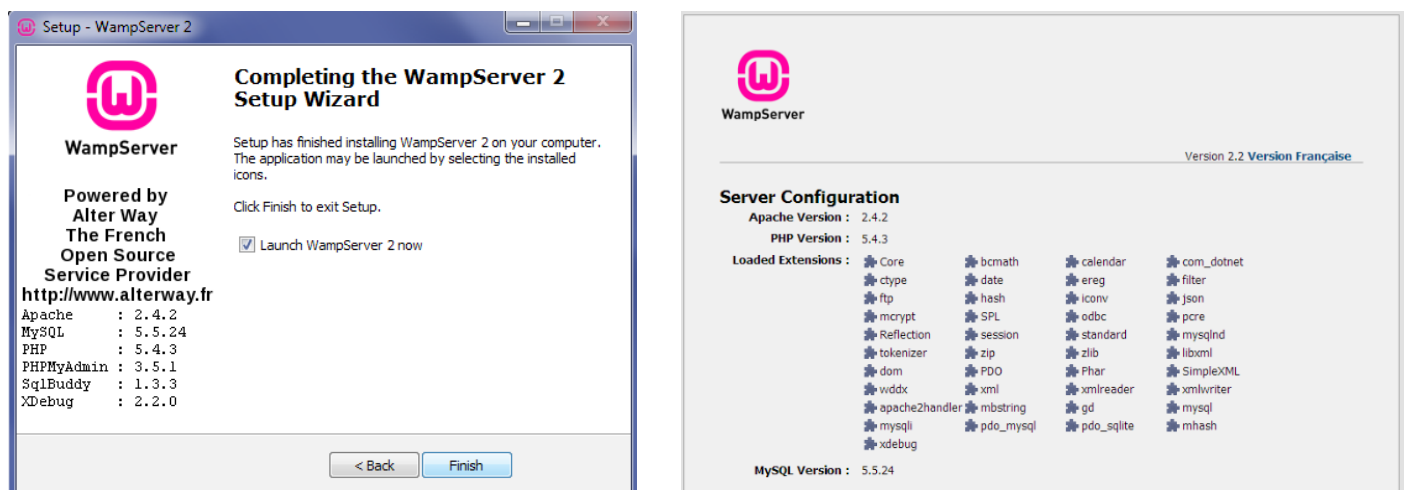 Setup - WampServer 2
WampServer
Powered by
Alter Way
The French
Open Source
Service Provider
http://www.alterway.fr
Apache : 2.4.2
MySQL : 5.5.24
PHP : 5.4.3
PHPMyAdmin : 3.5.1
SqlBuddy : 1.3.3
XDebug : 2.2.0
Completing the WampServer 2
Setup Wizard
Setup has finished installing WampServer 2 on your computer.
The application may be launched by selecting the installed
icons.
Click Finish to exit Setup.
Launch WampServer 2 now
< Back Finish
WampServer
Version 2.2 Version Française
Server Configuration
Apache Version : 2.4.2
PHP Version : 5.4.3
Loaded Extensions : Core bcmath calendar com_dotnet
ctype date ereg filter
ftp hash iconv json
mcrypt SPL odbc pcre
Reflection session standard mysqlnd
tokenizer zip zlib libxml
dom PDO Phar SimpleXML
wddx xml xmlreader xmlwriter
apache2handler mbstring gd mysql
mysqli pdo_mysql pdo_sqlite mhash
xdebug
MySQL Version : 5.5.24